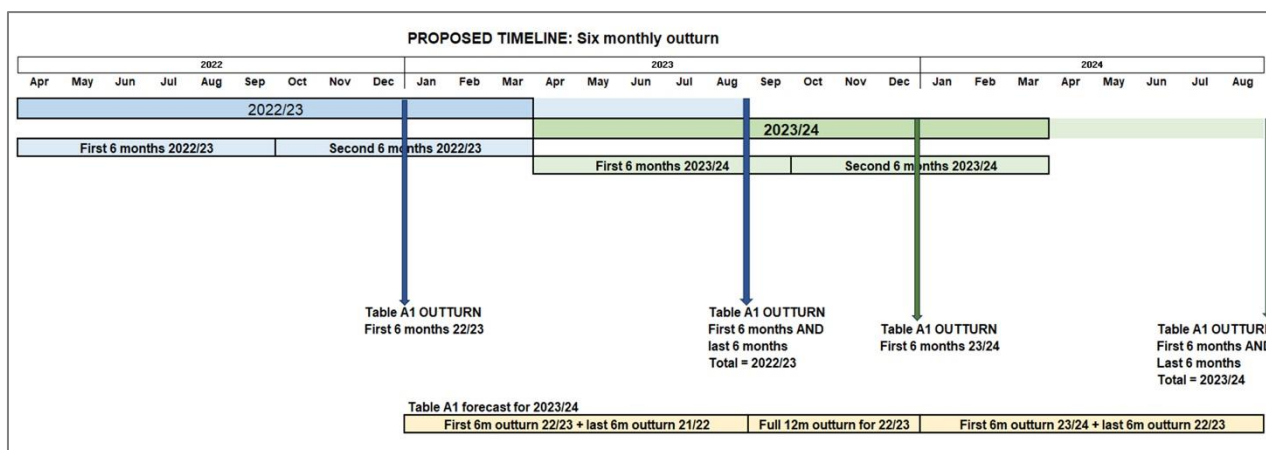 PROPOSED TIMELINE: Six monthly outturn
2022 2023 2024
Apr May Jun Jul Aug Sep Oct Nov Dec Jan Feb Mar Apr May Jun Jul Aug Sep Oct Nov Dec Jan Feb Mar Apr May Jun Jul Aug
2022/23
2023/24
First 6 months 2022/23 Second 6 months 2022/23
First 6 months 2023/24 Second 6 months 2023/24
Table A1 OUTTURN
First 6 months 22/23
Table A1 OUTTURN
First 6 months AND
last 6 months
Total = 2022/23
Table A1 OUTTURN
First 6 months 23/24
Table A1 OUTTURN
First 6 months AND
Last 6 months
Total = 2023/24
Table A1 forecast for 2023/24
First 6m outturn 22/23 + last 6m outturn 21/22 Full 12m outturn for 22/23 First 6m outturn 23/24 + last 6m outturn 22/23